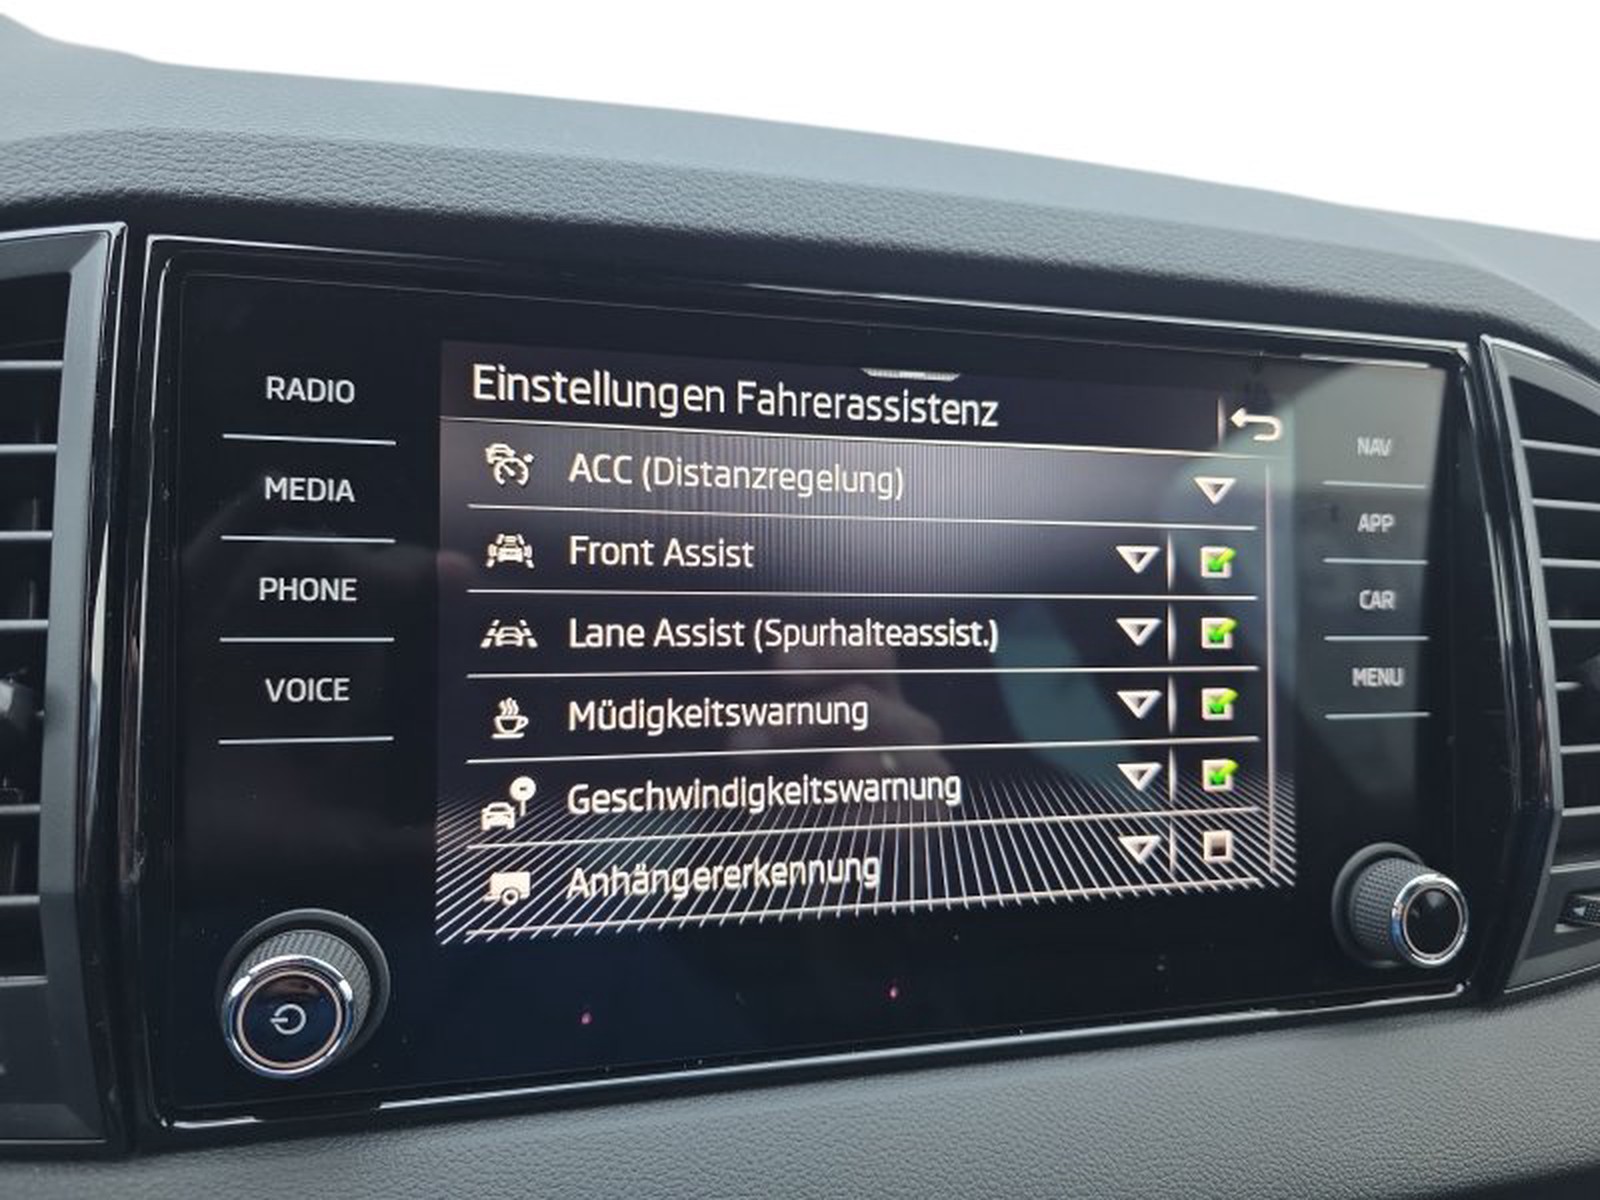 RADIO
MEDIA
PHONE
VOICE
Einstellungen Fahrerassistenz
ACC (Distanzregelung)
Front Assist
Lane Assist (Spurhalteassist.)
Müdigkeitswarnung
Geschwindigkeitswarnung
Anhängererkennung
NAV
APP
CAR
MENU